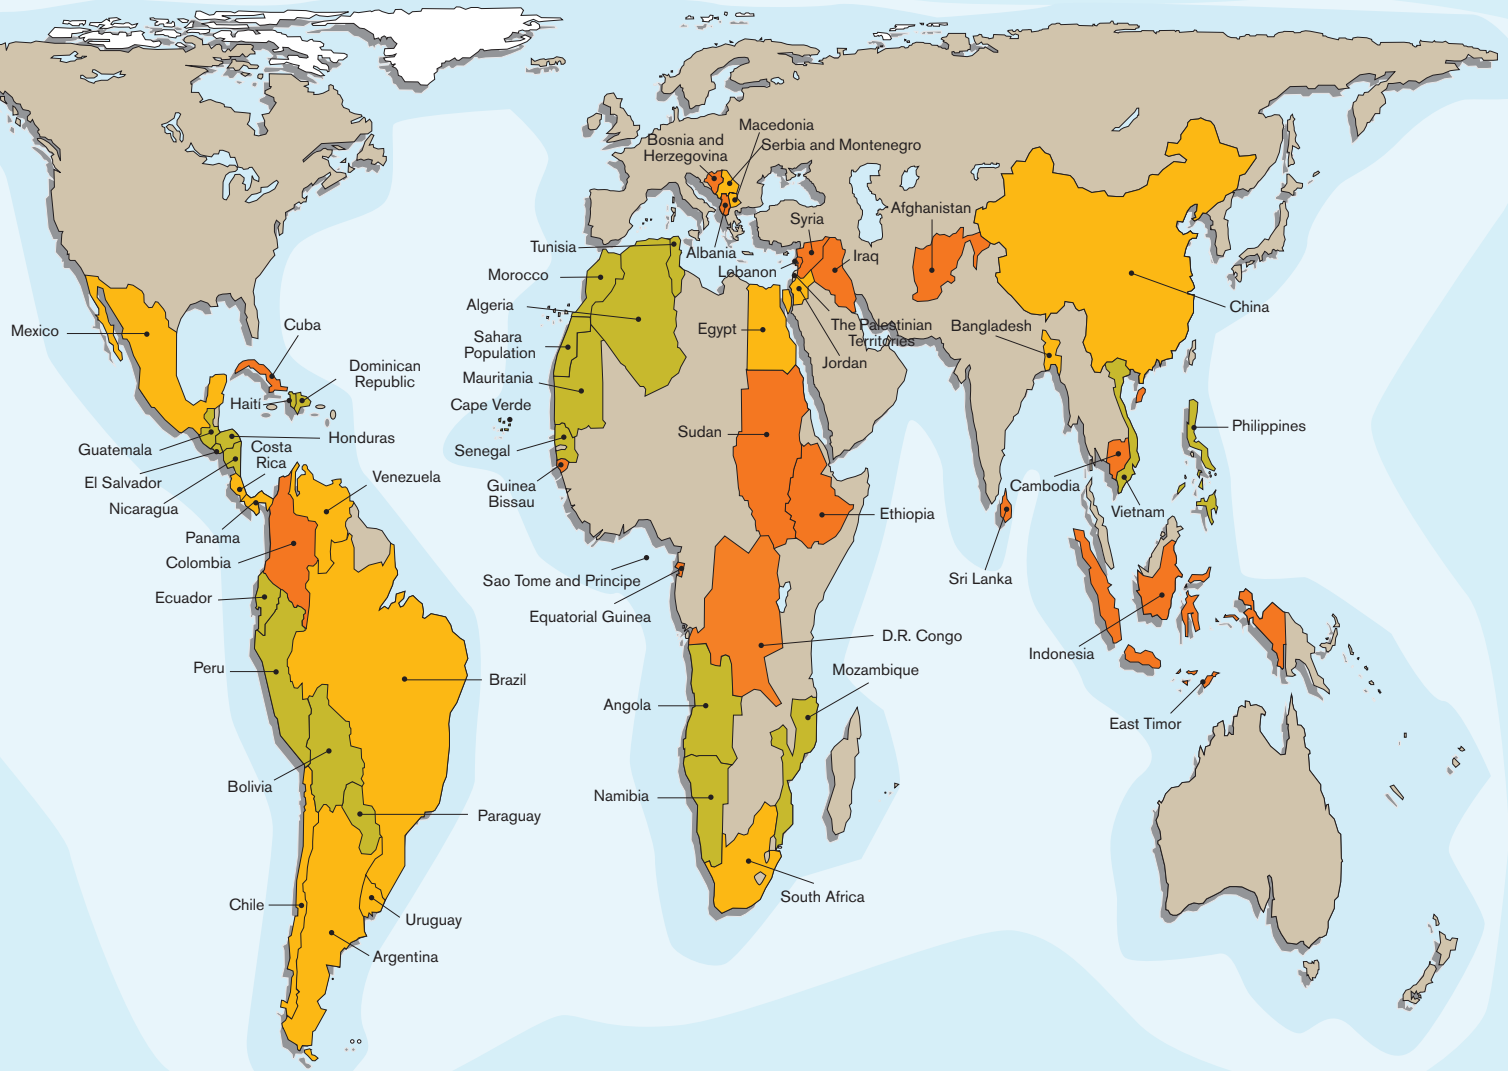 Macedonia
Bosnia and
Herzegovina
Serbia and Montenegro
Syria
Afghanistan
Tunisia
Albania
Iraq
Morocco
Lebanon
Algeria
China
Mexico
Cuba
Sahara
Population
Egypt
The Palestinian
Territories
Bangladesh
Jordan
Dominican
Republic
Mauritania
Haití
Cape Verde
Guatemala
Honduras
Costa
Rica
Senegal
Sudan
Philippines
El Salvador
Venezuela
Guinea
Bissau
Cambodia
Nicaragua
Ethiopia
Vietnam
Panama
Colombia
Sao Tome and Principe
Sri Lanka
Ecuador
Equatorial Guinea
D.R. Congo
Indonesia
Peru
Brazil
Mozambique
Angola
East Timor
Bolivia
Namibia
Paraguay
South Africa
Chile
Uruguay
Argentina